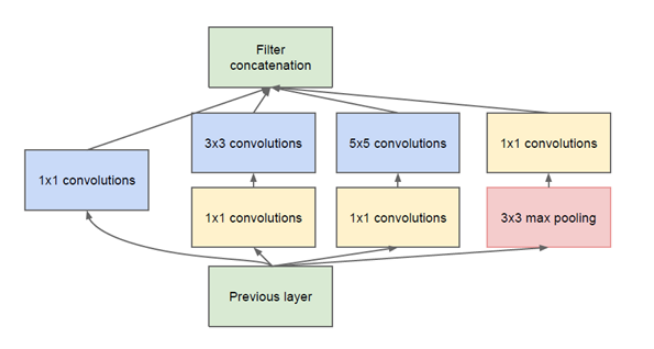 Filter
concatenation
3x3 convolutions
5x5 convolutions
1x1 convolutions
1x1 convolutions
1x1 convolutions
1x1 convolutions
3x3 max pooling
Previous layer